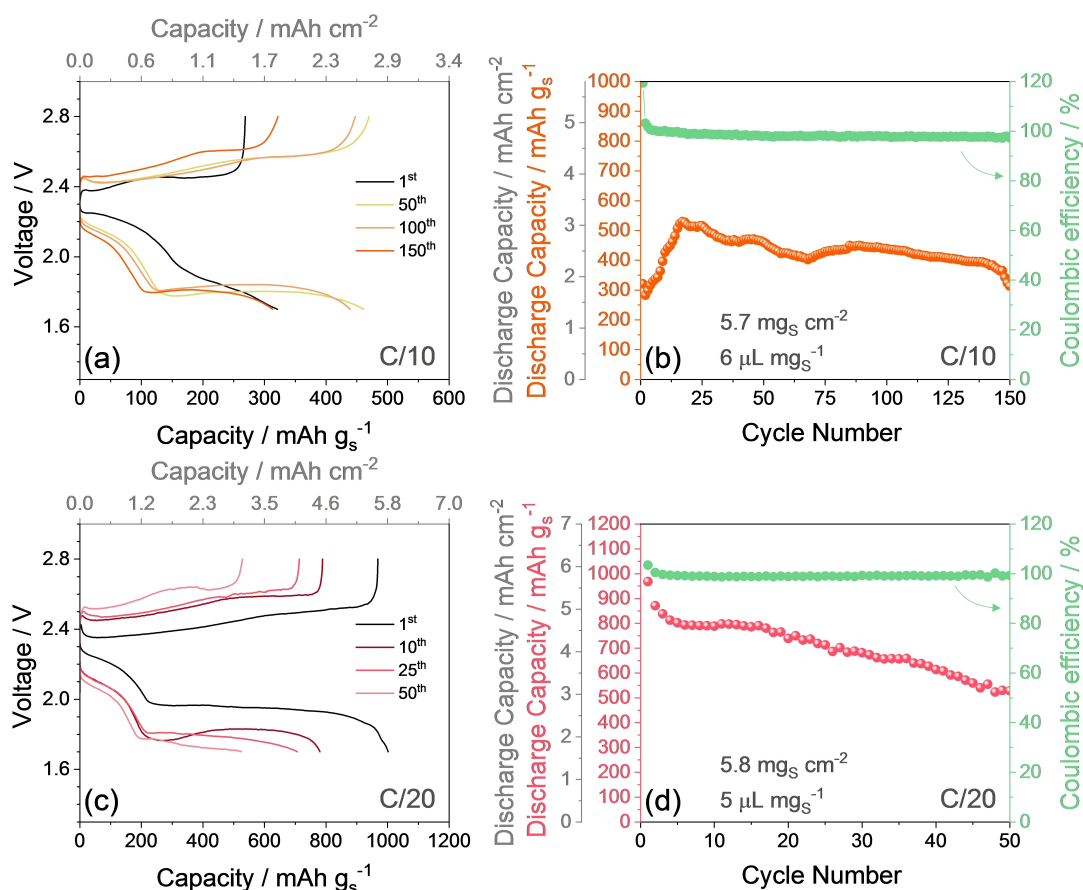 Capacity / mAh cm⁻²
0.0 0.6 1.1 1.7 2.3 2.9 3.4
Voltage / V
2.8
2.4
2.0
1.6
1ˢᵗ
50ᵗʰ
100ᵗʰ
150ᵗʰ
(a)
C/10
0 100 200 300 400 500 600
Capacity / mAh gₛ⁻¹
Discharge Capacity / mAh cm⁻²
5
4
3
2
1
0
Discharge Capacity / mAh gₛ⁻¹
1000
900
800
700
600
500
400
300
200
100
0
5.7 mgS cm⁻²
6 μL mgS⁻¹
(b)
C/10
120
100
80
60
40
20
0
Coulombic efficiency / %
0 25 50 75 100 125 150
Cycle Number
Capacity / mAh cm⁻²
0.0 1.2 2.3 3.5 4.6 5.8 7.0
Voltage / V
2.8
2.4
2.0
1.6
1ˢᵗ
10ᵗʰ
25ᵗʰ
50ᵗʰ
(c)
C/20
0 200 400 600 800 1000 1200
Capacity / mAh gₛ⁻¹
Discharge Capacity / mAh cm⁻²
7
6
5
4
3
2
1
0
Discharge Capacity / mAh gₛ⁻¹
1200
1100
1000
900
800
700
600
500
400
300
200
100
0
5.8 mgS cm⁻²
5 μL mgS⁻¹
(d)
C/20
120
100
80
60
40
20
0
Coulombic efficiency / %
0 10 20 30 40 50
Cycle Number